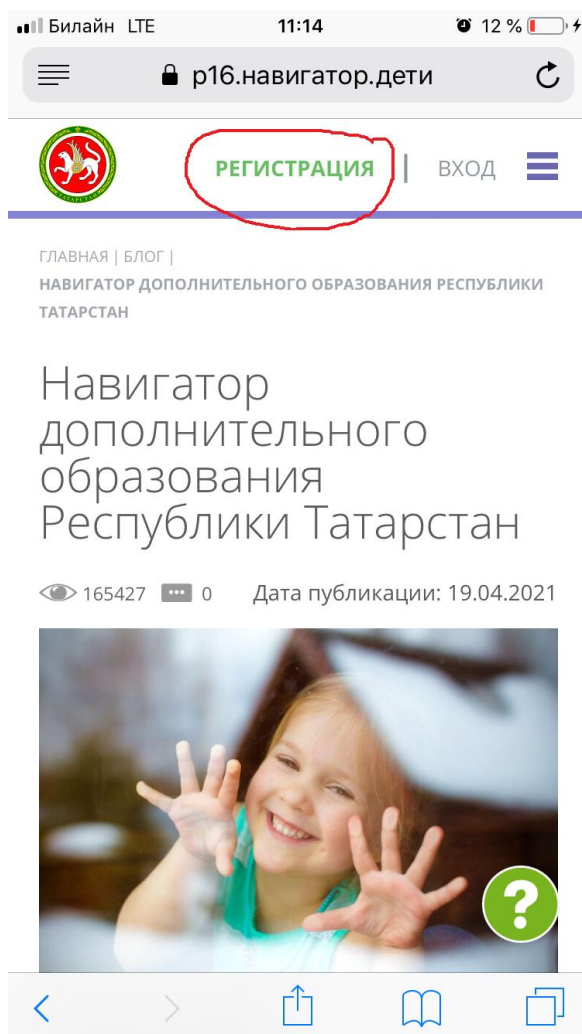 Билайн LTE 11:14 12 %
р16.навигатор.дети
ТАТАРСТАН
РЕГИСТРАЦИЯ | ВХОД
ГЛАВНАЯ | БЛОГ |
НАВИГАТОР ДОПОЛНИТЕЛЬНОГО ОБРАЗОВАНИЯ РЕСПУБЛИКИ
ТАТАРСТАН
Навигатор
дополнительного
образования
Республики Татарстан
165427 0 Дата публикации: 19.04.2021
?